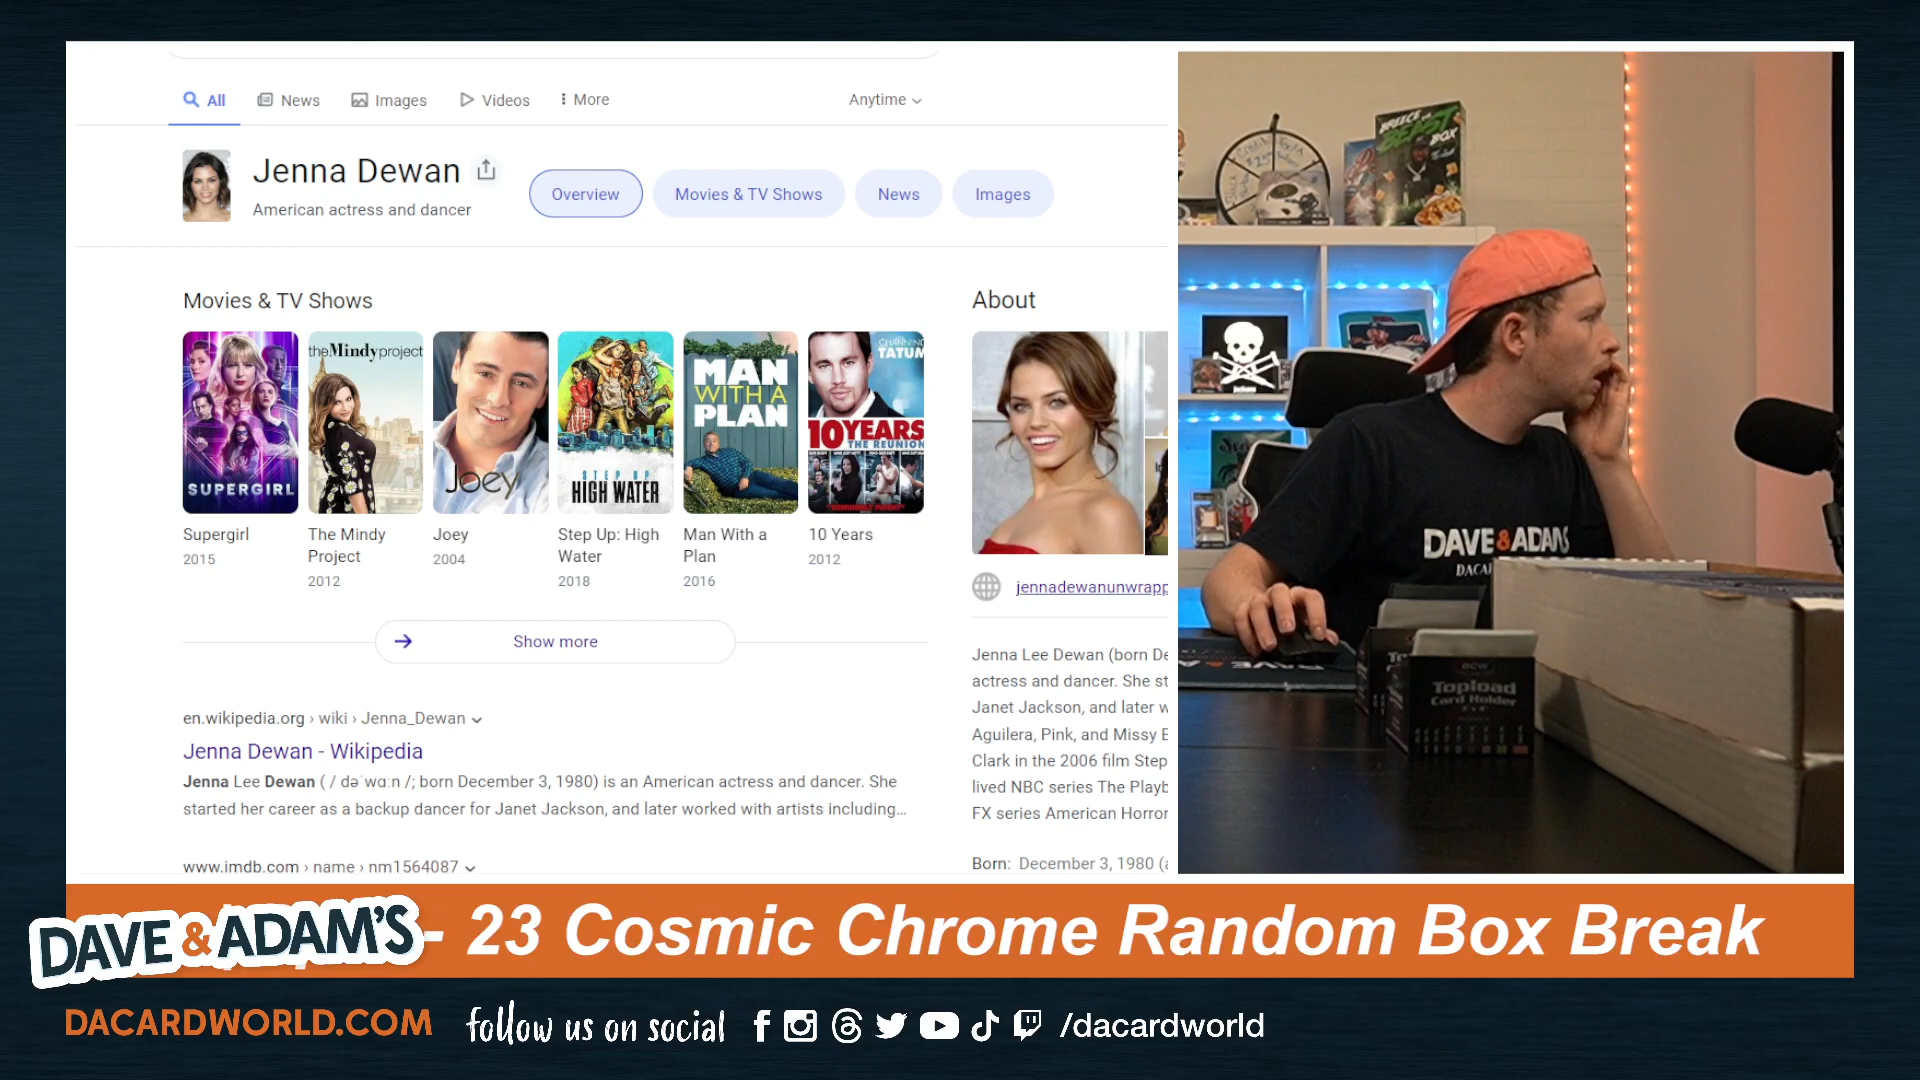 All
News
Images
Videos
More
Anytime
Jenna Dewan
American actress and dancer
Overview
Movies & TV Shows
News
Images
Movies & TV Shows
About
SUPERGIRL
the Mindy project
Joey
STEP UP
HIGH WATER
MAN
WITH A
PLAN
CHANNING
TATUM
10 YEARS
THE REUNION
Supergirl
2015
The Mindy
Project
2012
Joey
2004
Step Up: High
Water
2018
Man With a
Plan
2016
10 Years
2012
Show more
jennadewanunwrapp
Jenna Lee Dewan (born De
actress and dancer. She st
Janet Jackson, and later w
Aguilera, Pink, and Missy E
Clark in the 2006 film Step
lived NBC series The Playb
FX series American Horror
Born: December 3, 1980 (a
en.wikipedia.org › wiki › Jenna_Dewan
Jenna Dewan - Wikipedia
Jenna Lee Dewan ( / dəˈwɑːn /; born December 3, 1980) is an American actress and dancer. She
started her career as a backup dancer for Janet Jackson, and later worked with artists including...
www.imdb.com › name › nm1564087
BREECE
BEAST
BOX
DAVE & ADAM'S
DACA
BCW
Topload
Card Holder
DAVE & ADAM'S
- 23 Cosmic Chrome Random Box Break
DACARDWORLD.COM
follow us on social
/dacardworld